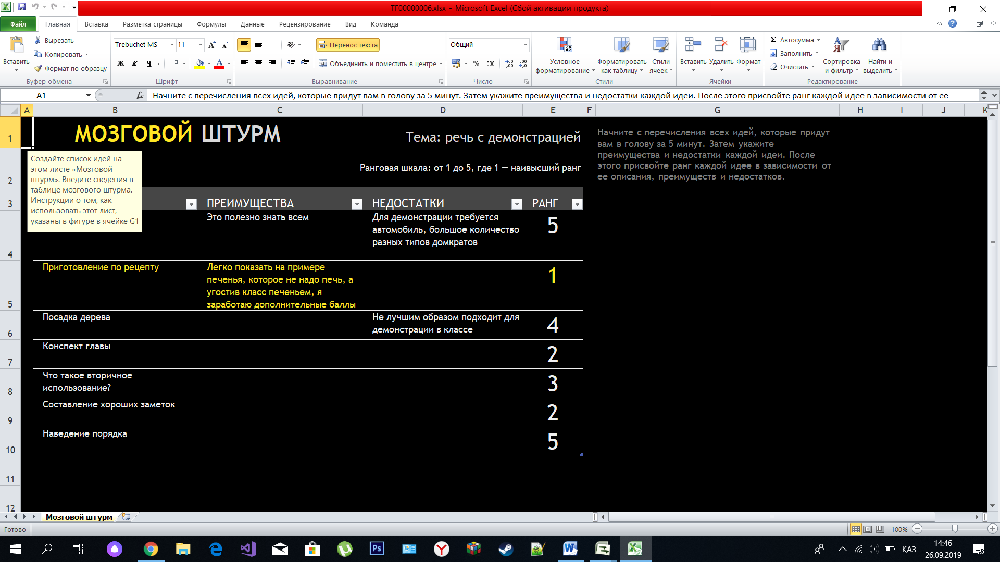 TF00000006.xlsx - Microsoft Excel (Сбой активации продукта)
Файл
Главная
Вставка
Разметка страницы
Формулы
Данные
Рецензирование
Вид
Команда
Вставить
Вырезать
Копировать
Формат по образцу
Буфер обмена
Trebuchet MS
11
Ж К Ч
Шрифт
Перенос текста
Объединить и поместить в центре
Выравнивание
Общий
% 000
Число
Условное форматирование
Форматировать как таблицу
Стили ячеек
Стили
Вставить
Удалить
Формат
Ячейки
Автосумма
Заполнить
Очистить
Сортировка и фильтр
Найти и выделить
Редактирование
A1
fx
Начните с перечисления всех идей, которые придут вам в голову за 5 минут. Затем укажите преимущества и недостатки каждой идеи. После этого присвойте ранг каждой идее в зависимости от ее
A B C D E F G H I J K
1
МОЗГОВОЙ ШТУРМ
Тема: речь с демонстрацией
Начните с перечисления всех идей, которые придут
вам в голову за 5 минут. Затем укажите
преимущества и недостатки каждой идеи. После
этого присвойте ранг каждой идее в зависимости от
ее описания, преимуществ и недостатков.
Создайте список идей на
этом листе «Мозговой
штурм». Введите сведения в
таблице мозгового штурма.
Инструкции о том, как
использовать этот лист,
указаны в фигуре в ячейке G1
2
Ранговая шкала: от 1 до 5, где 1 — наивысший ранг
3
ПРЕИМУЩЕСТВА
НЕДОСТАТКИ
РАНГ
4
Это полезно знать всем
Для демонстрации требуется
автомобиль, большое количество
разных типов домкратов
5
5
Приготовление по рецепту
Легко показать на примере
печенья, которое не надо печь, а
угостив класс печеньем, я
заработаю дополнительные баллы
1
6
Посадка дерева
Не лучшим образом подходит для
демонстрации в классе
4
7
Конспект главы
2
8
Что такое вторичное
использование?
3
9
Составление хороших заметок
2
10
Наведение порядка
5
11
12
Мозговой штурм
Готово
100%
ҚАЗ
14:46
26.09.2019